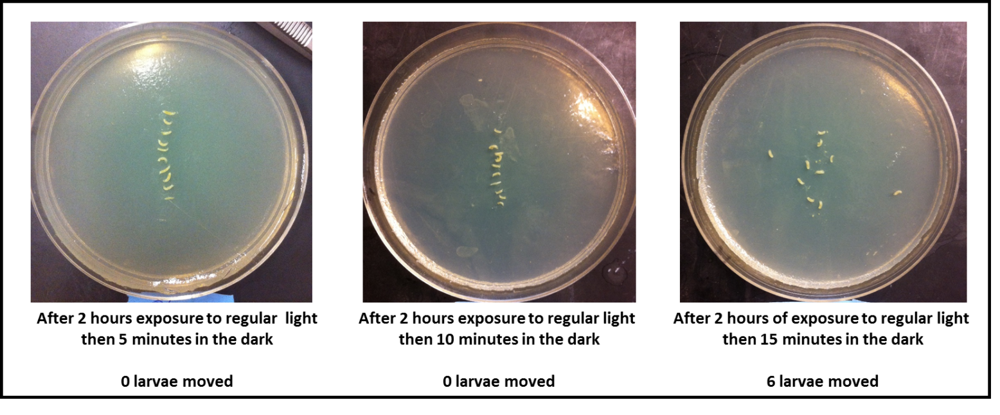 After 2 hours exposure to regular light
then 5 minutes in the dark
0 larvae moved
After 2 hours exposure to regular light
then 10 minutes in the dark
0 larvae moved
After 2 hours of exposure to regular light
then 15 minutes in the dark
6 larvae moved